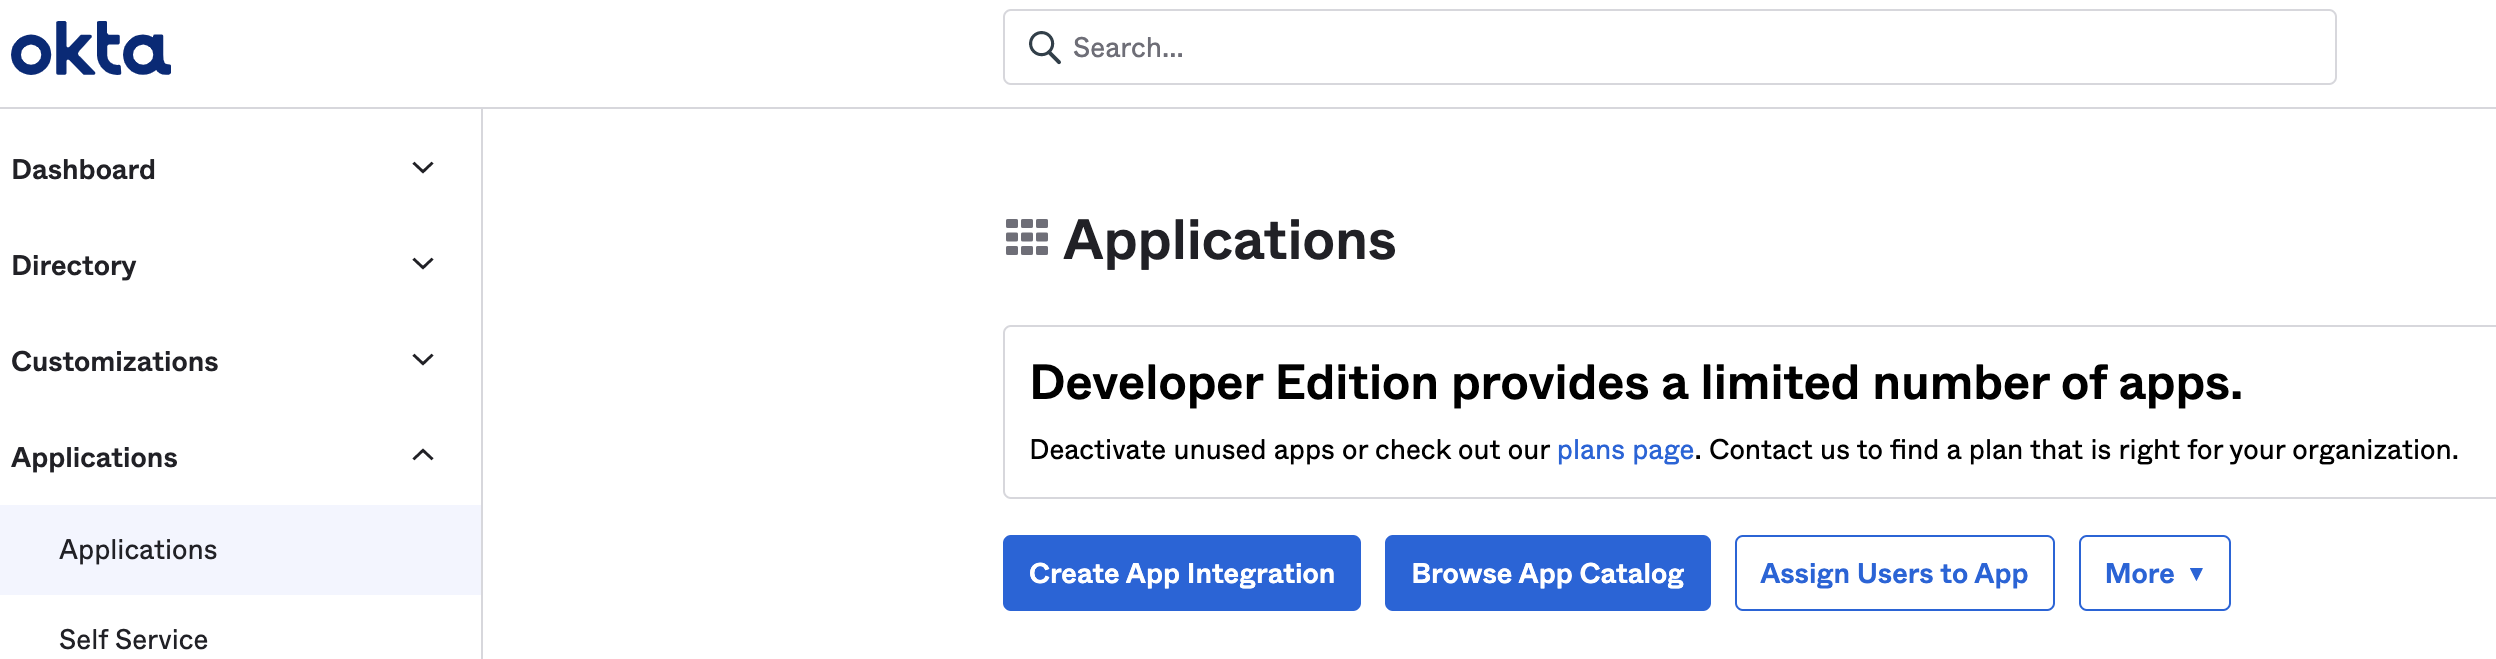 okta
Search...
Dashboard
Directory
Customizations
Applications
Applications
Self Service
Applications
Developer Edition provides a limited number of apps.
Deactivate unused apps or check out our plans page. Contact us to find a plan that is right for your organization.
Create App Integration
Browse App Catalog
Assign Users to App
More ▼